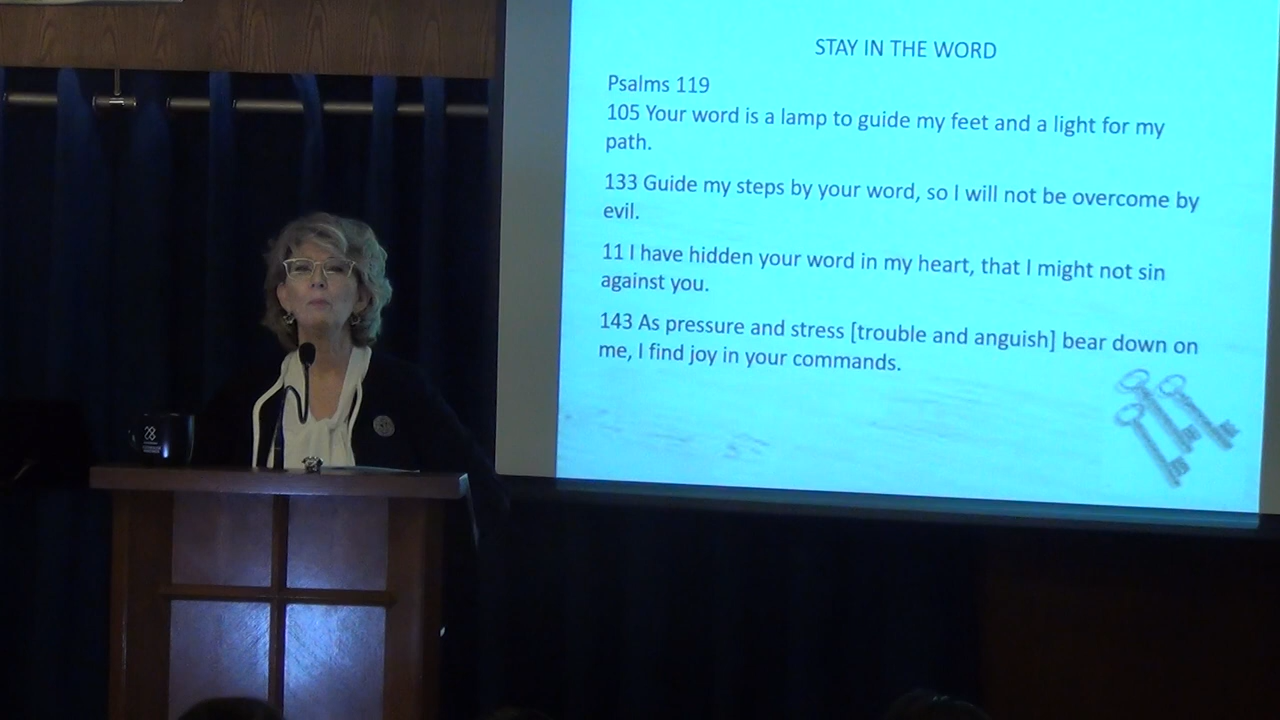 STAY IN THE WORD
Psalms 119
105 Your word is a lamp to guide my feet and a light for my
path.
133 Guide my steps by your word, so I will not be overcome by
evil.
11 I have hidden your word in my heart, that I might not sin
against you.
143 As pressure and stress [trouble and anguish] bear down on
me, I find joy in your commands.
28